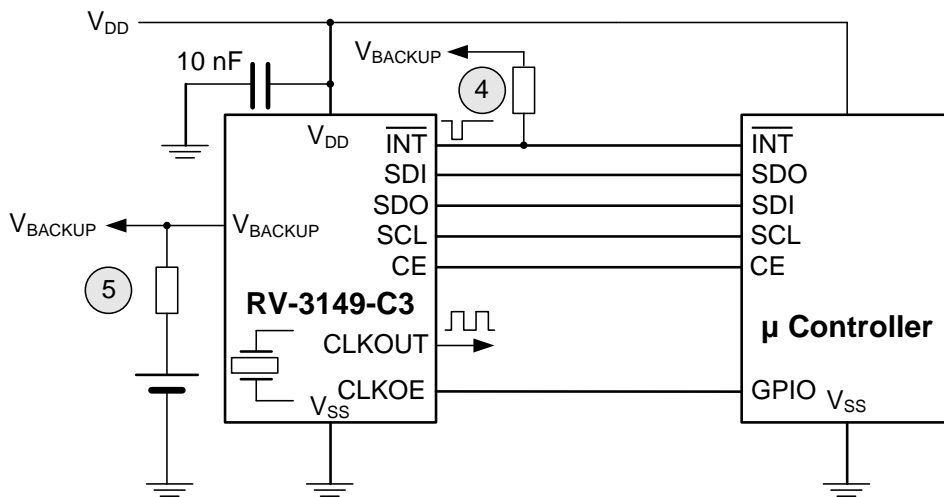 VDD
10 nF
VBACKUP
4
VDD
INT
SDI
SDO
SCL
CE
VBACKUP
VBACKUP
5
RV-3149-C3
CLKOUT
CLKOE
VSS
INT
SDO
SDI
SCL
CE
µ Controller
GPIO
VSS